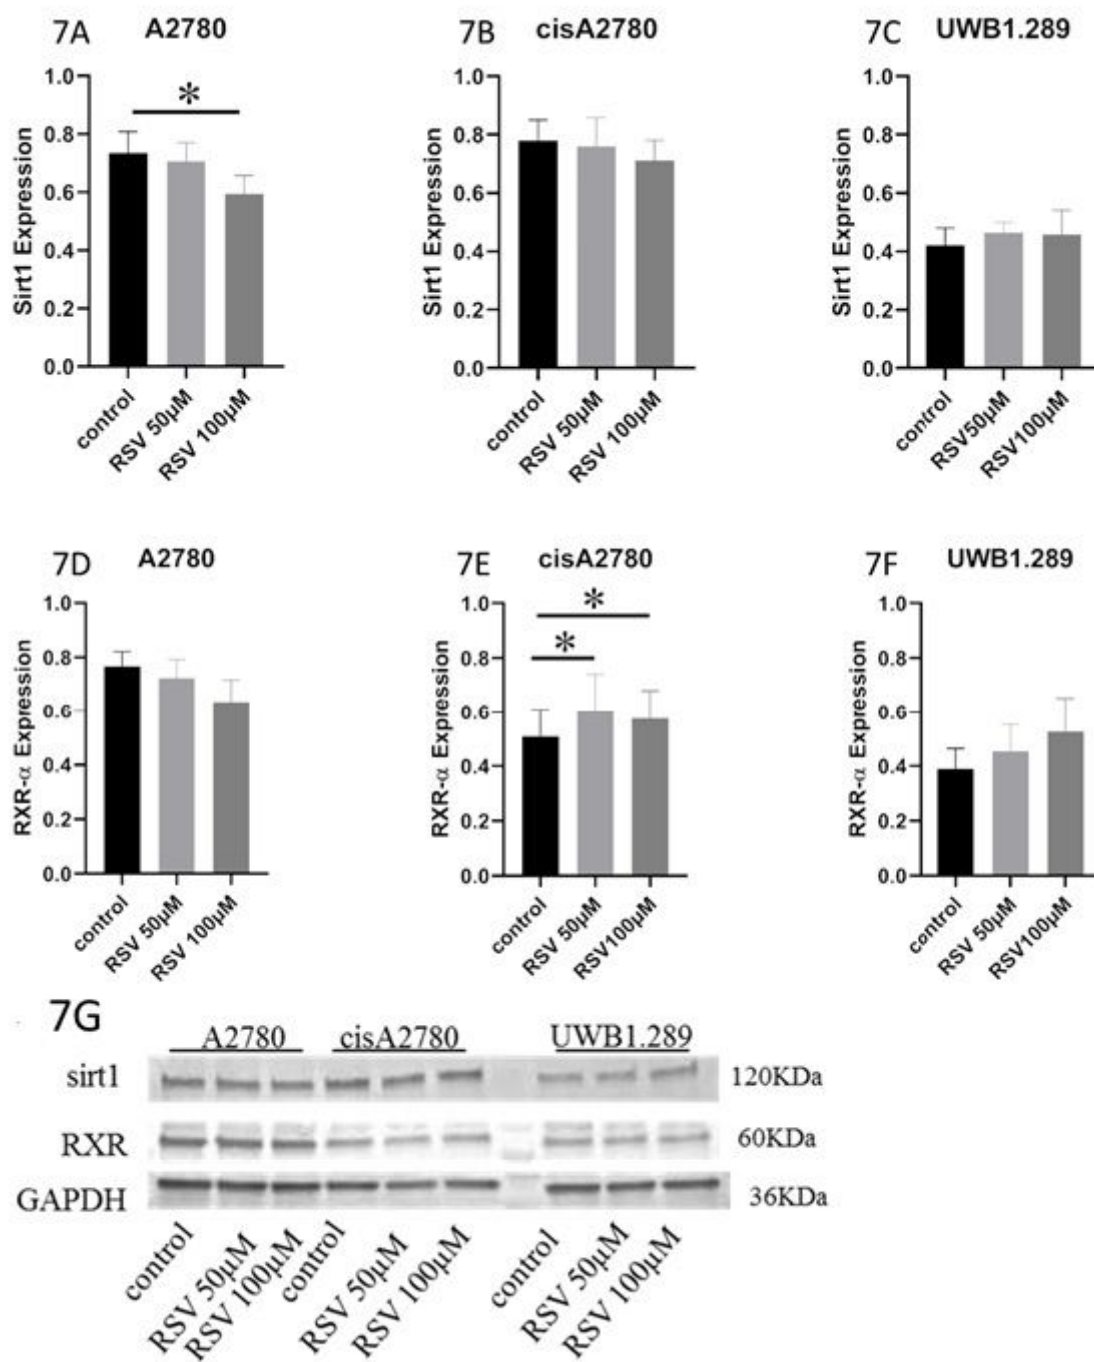 7A A2780
7B cisA2780
7C UWB1.289
Sirt1 Expression
1.0
0.8
0.6
0.4
0.2
0.0
*
control
RSV 50μM
RSV 100μM
Sirt1 Expression
1.0
0.8
0.6
0.4
0.2
0.0
control
RSV 50μM
RSV 100μM
Sirt1 Expression
1.0
0.8
0.6
0.4
0.2
0.0
control
RSV50μM
RSV100μM
7D A2780
7E cisA2780
7F UWB1.289
RXR-α Expression
1.0
0.8
0.6
0.4
0.2
0.0
control
RSV 50μM
RSV 100μM
RXR-α Expression
1.0
0.8
0.6
0.4
0.2
0.0
*
*
control
RSV 50μM
RSV100μM
RXR-α Expression
1.0
0.8
0.6
0.4
0.2
0.0
control
RSV 50μM
RSV100μM
7G
A2780 cisA2780 UWB1.289
sirt1 120KDa
RXR 60KDa
GAPDH 36KDa
control RSV 50μM RSV 100μM control RSV 50μM RSV 100μM control RSV 50μM RSV 100μM